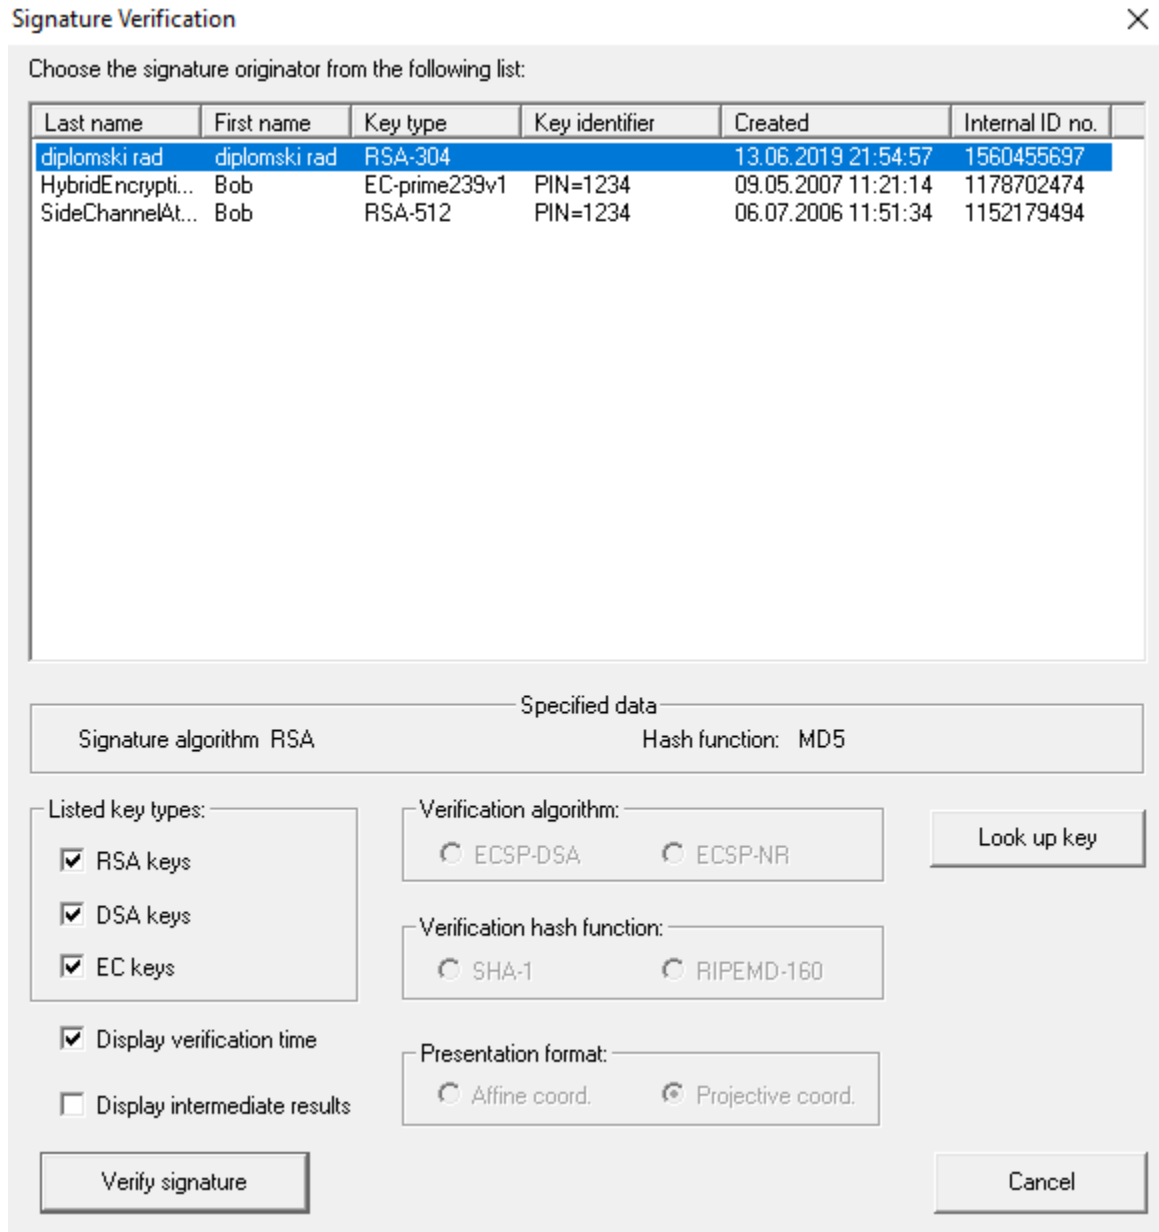 Signature Verification
Choose the signature originator from the following list:
Last name First name Key type Key identifier Created Internal ID no.
diplomski rad diplomski rad RSA-304 13.06.2019 21:54:57 1560455697
HybridEncrypti... Bob EC-prime239v1 PIN=1234 09.05.2007 11:21:14 1178702474
SideChannelAt... Bob RSA-512 PIN=1234 06.07.2006 11:51:34 1152179494
Specified data
Signature algorithm RSA Hash function: MD5
Listed key types: Verification algorithm:
RSA keys ECSP-DSA ECSP-NR Look up key
DSA keys
Verification hash function:
EC keys SHA-1 RIPEMD-160
Display verification time
Presentation format:
Display intermediate results Affine coord. Projective coord.
Verify signature Cancel